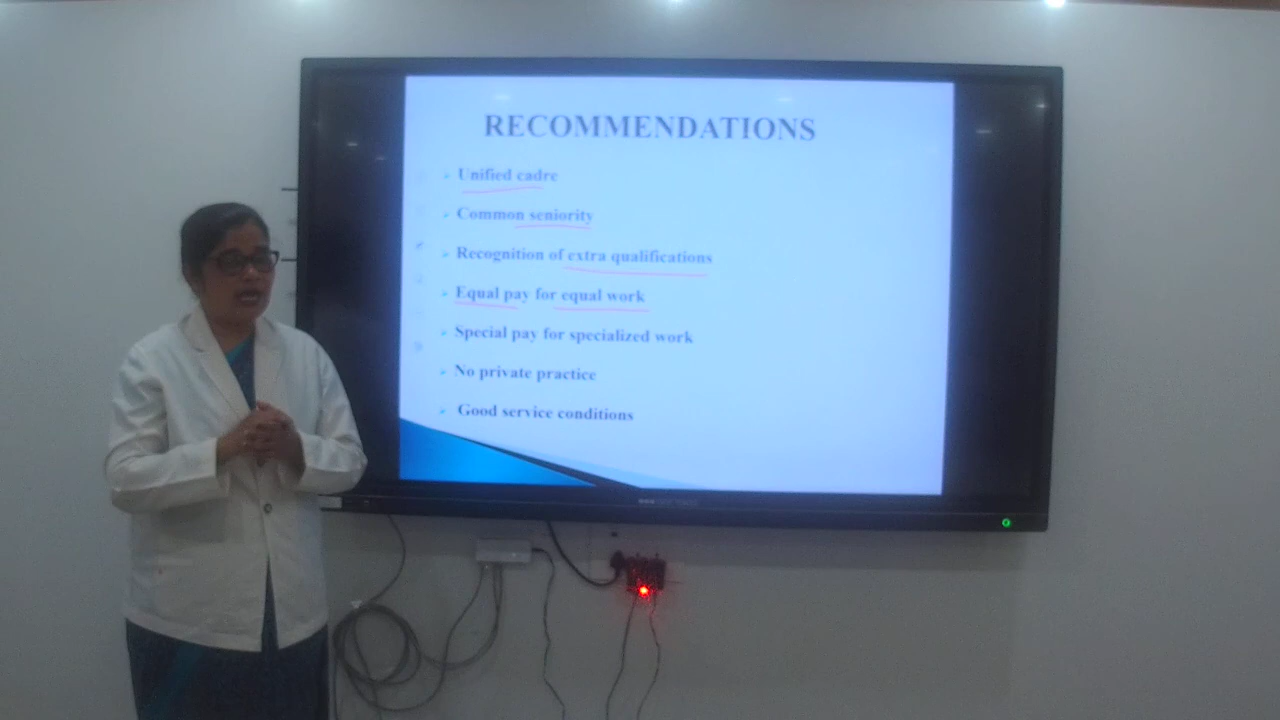 RECOMMENDATIONS
Unified cadre
Common seniority
Recognition of extra qualifications
Equal pay for equal work
Special pay for specialized work
No private practice
Good service conditions